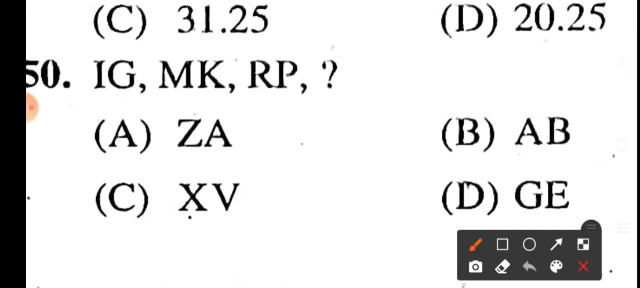 (C) 31.25 (D) 20.25
50. IG, MK, RP, ?
(A) ZA (B) AB
(C) XV (D) GE